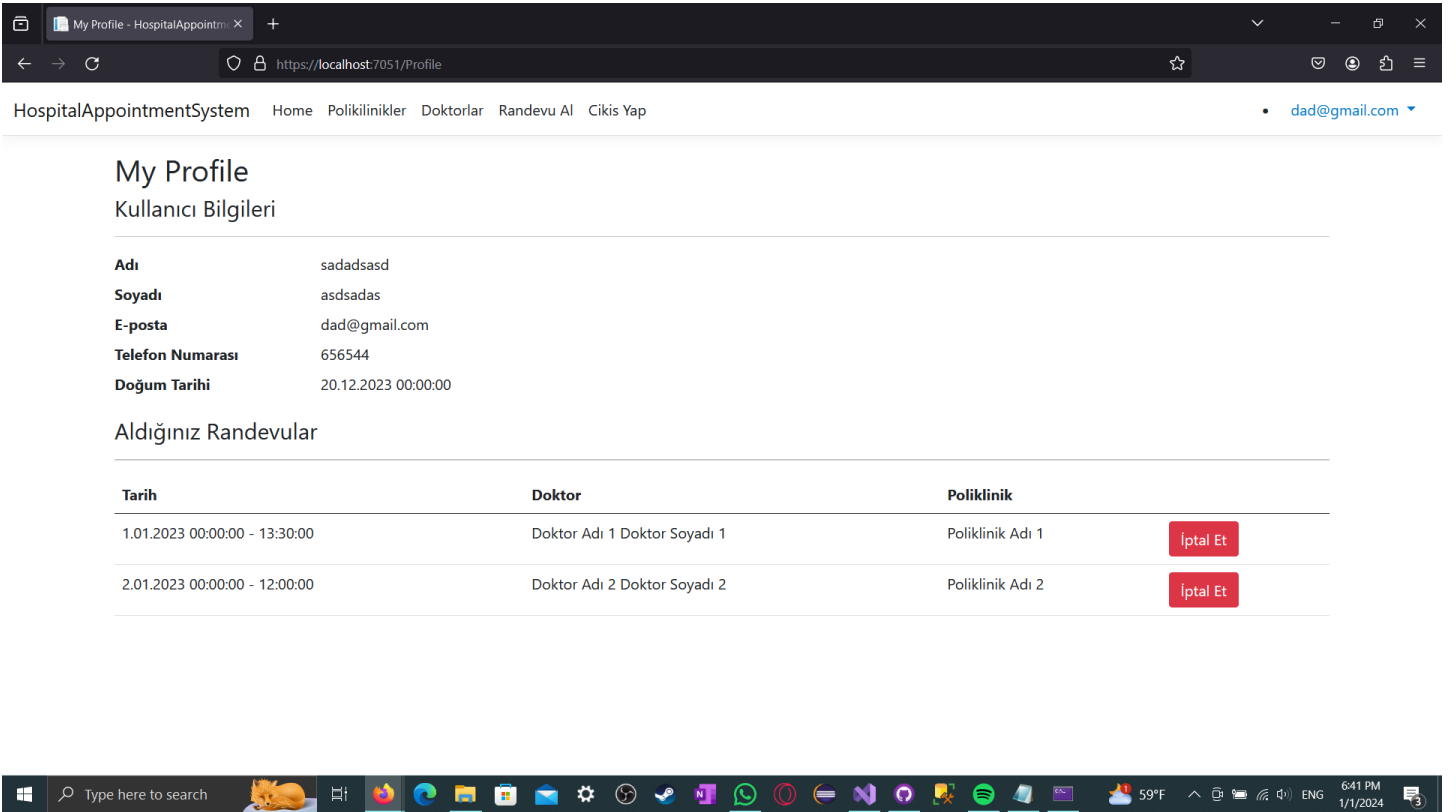 My Profile - HospitalAppointm
https://localhost:7051/Profile
HospitalAppointmentSystem Home Polikilinikler Doktorlar Randevu Al Cikis Yap dad@gmail.com
My Profile
Kullanıcı Bilgileri
Adı sadadsasd
Soyadı asdsadas
E-posta dad@gmail.com
Telefon Numarası 656544
Doğum Tarihi 20.12.2023 00:00:00
Aldığınız Randevular
Tarih Doktor Poliklinik
1.01.2023 00:00:00 - 13:30:00 Doktor Adı 1 Doktor Soyadı 1 Poliklinik Adı 1 İptal Et
2.01.2023 00:00:00 - 12:00:00 Doktor Adı 2 Doktor Soyadı 2 Poliklinik Adı 2 İptal Et
Type here to search 59°F ENG 6:41 PM
1/1/2024 3